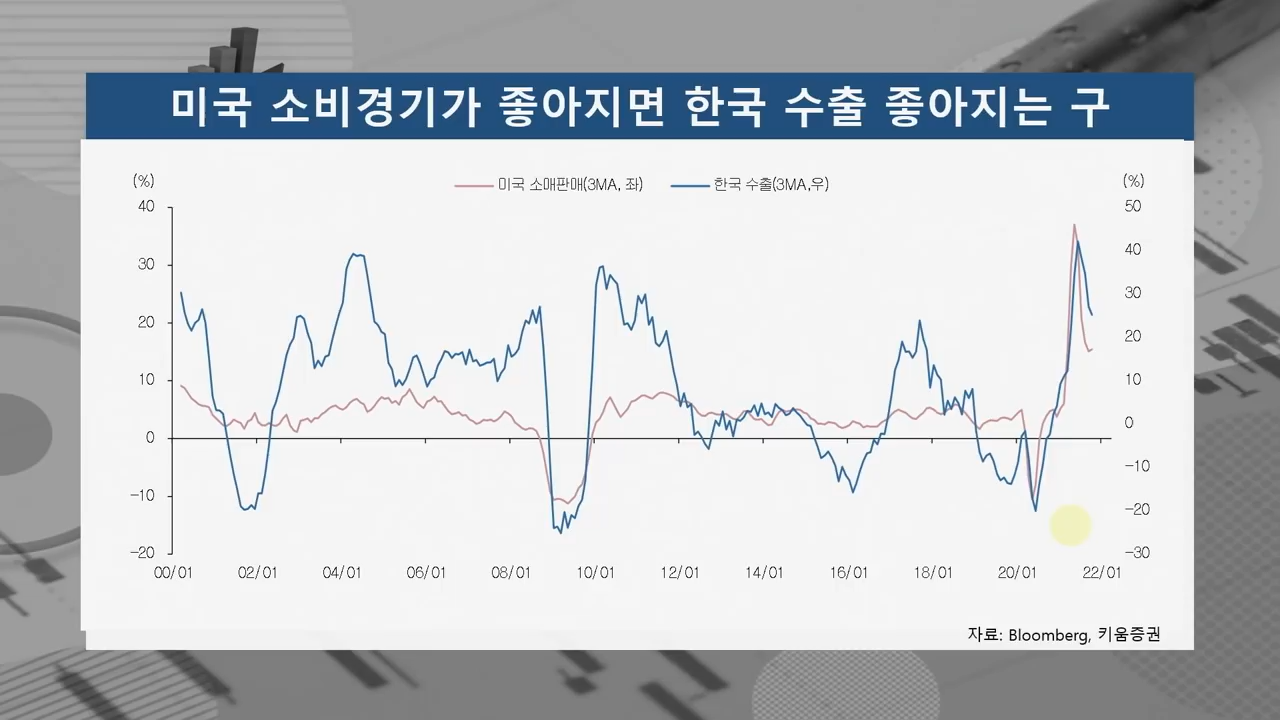 미국 소비경기가 좋아지면 한국 수출 좋아지는 구
(%) 미국 소매판매(3MA, 좌) 한국 수출(3MA,우) (%)
40 50
30 40
20 30
10 20
0 10
-10 0
-20 -10
-20
-30
00/01 02/01 04/01 06/01 08/01 10/01 12/01 14/01 16/01 18/01 20/01 22/01
자료: Bloomberg, 키움증권